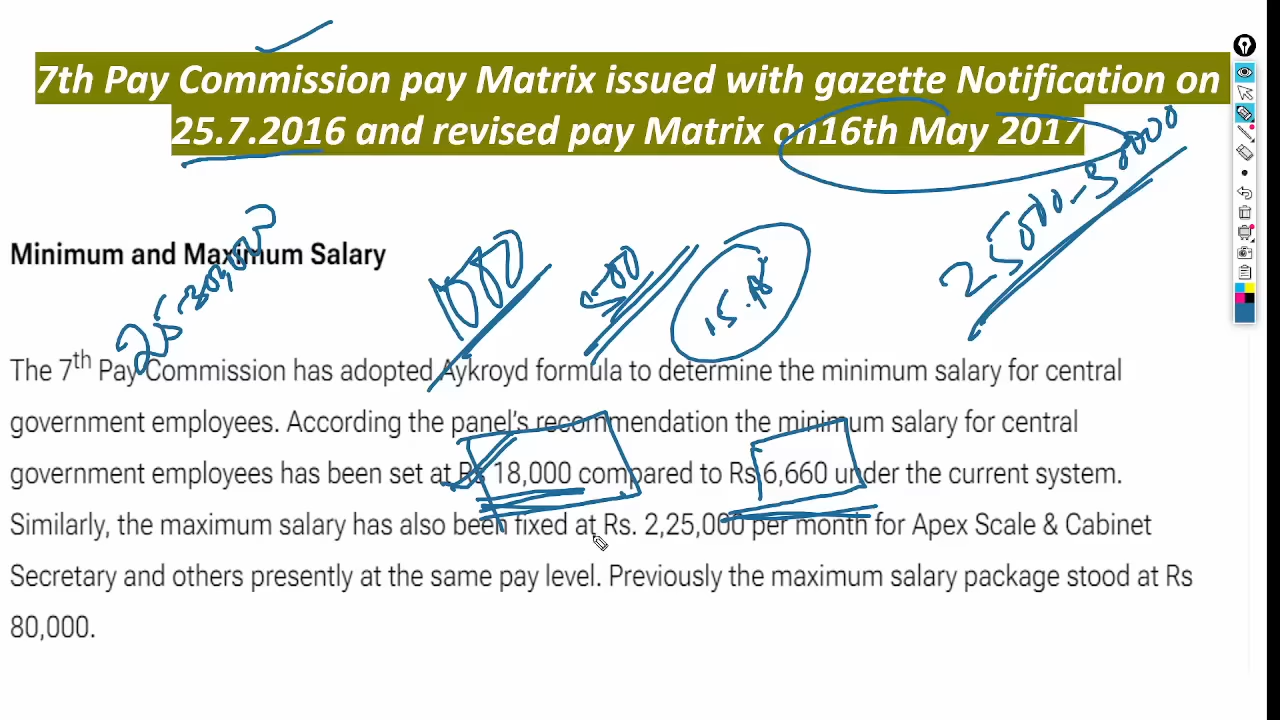 7th Pay Commission pay Matrix issued with gazette Notification on
25.7.2016 and revised pay Matrix on16th May 2017
25000-30000
25-30,000
Minimum and Maximum Salary
The 7th Pay Commission has adopted Aykroyd formula to determine the minimum salary for central
government employees. According the panel's recommendation the minimum salary for central
government employees has been set at Rs 18,000 compared to Rs 6,660 under the current system.
Similarly, the maximum salary has also been fixed at Rs. 2,25,000 per month for Apex Scale & Cabinet
Secretary and others presently at the same pay level. Previously the maximum salary package stood at Rs
80,000.